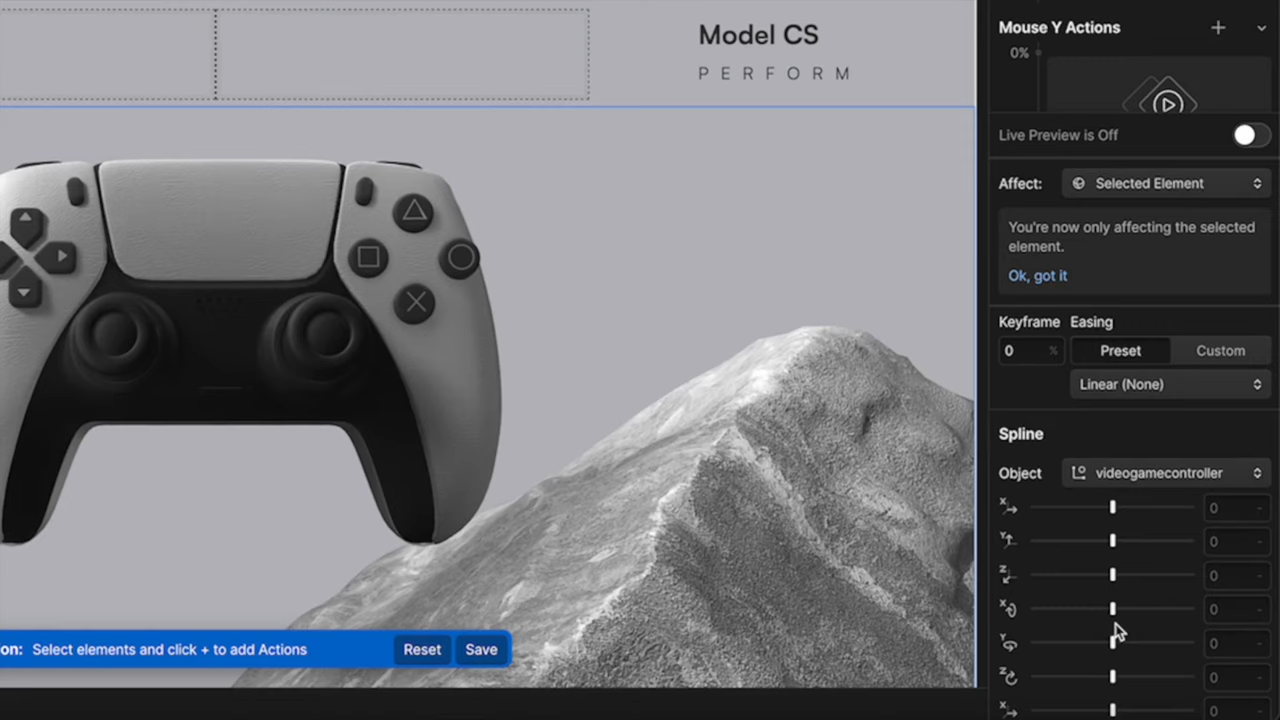 Model CS
PERFORM
on: Select elements and click + to add Actions
Reset
Save
Mouse Y Actions
0%
Live Preview is Off
Affect:
Selected Element
You're now only affecting the selected
element.
Ok, got it
Keyframe
Easing
0 %
Preset
Custom
Linear (None)
Spline
Object
videogamecontroller
X
0 -
Y
0 -
Z
0 -
X
0 -
Y
0 -
Z
0 -
X
0 -